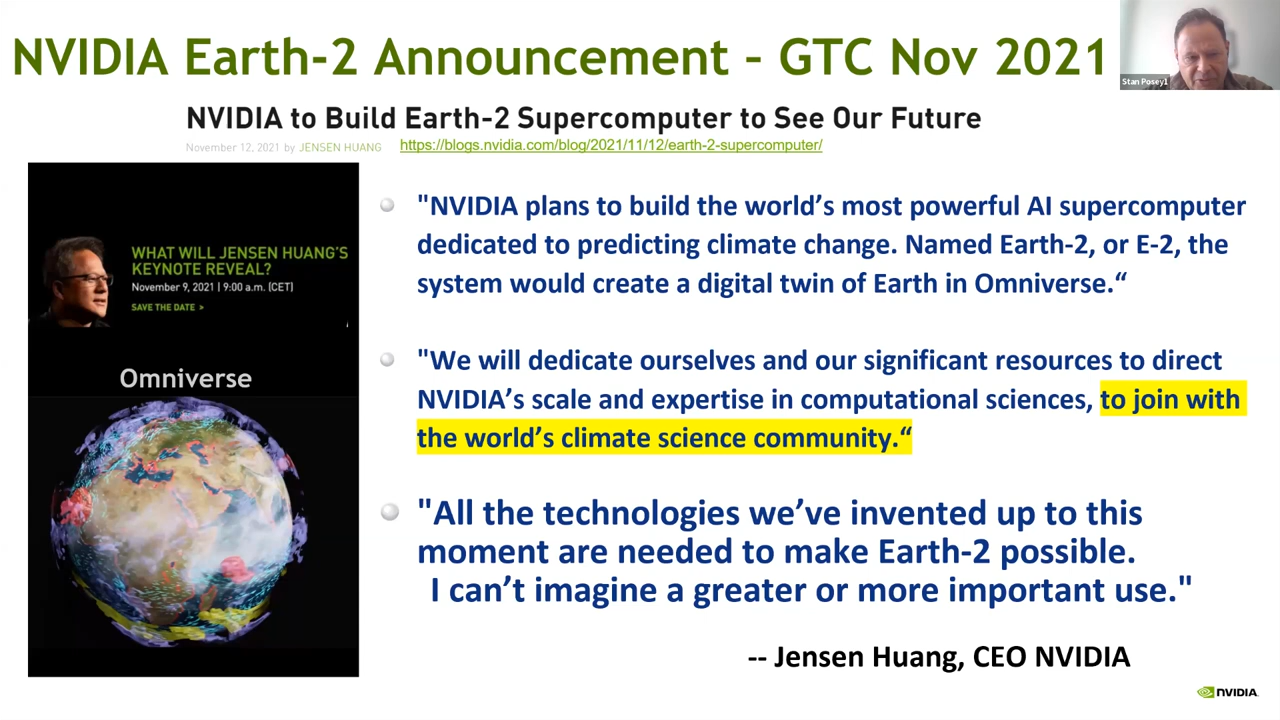 NVIDIA Earth-2 Announcement – GTC Nov 2021
Stan Posey1
NVIDIA to Build Earth-2 Supercomputer to See Our Future
November 12, 2021 by JENSEN HUANG https://blogs.nvidia.com/blog/2021/11/12/earth-2-supercomputer/
WHAT WILL JENSEN HUANG'S
KEYNOTE REVEAL?
November 9, 2021 | 9:00 a.m. (CET)
SAVE THE DATE >
Omniverse
"NVIDIA plans to build the world’s most powerful AI supercomputer
dedicated to predicting climate change. Named Earth-2, or E-2, the
system would create a digital twin of Earth in Omniverse.“
"We will dedicate ourselves and our significant resources to direct
NVIDIA’s scale and expertise in computational sciences, to join with
the world’s climate science community.“
"All the technologies we’ve invented up to this
moment are needed to make Earth-2 possible.
I can’t imagine a greater or more important use."
-- Jensen Huang, CEO NVIDIA
NVIDIA.